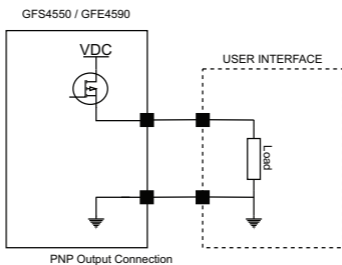 GFS4550 / GFE4590
VDC
USER INTERFACE
Load
PNP Output Connection